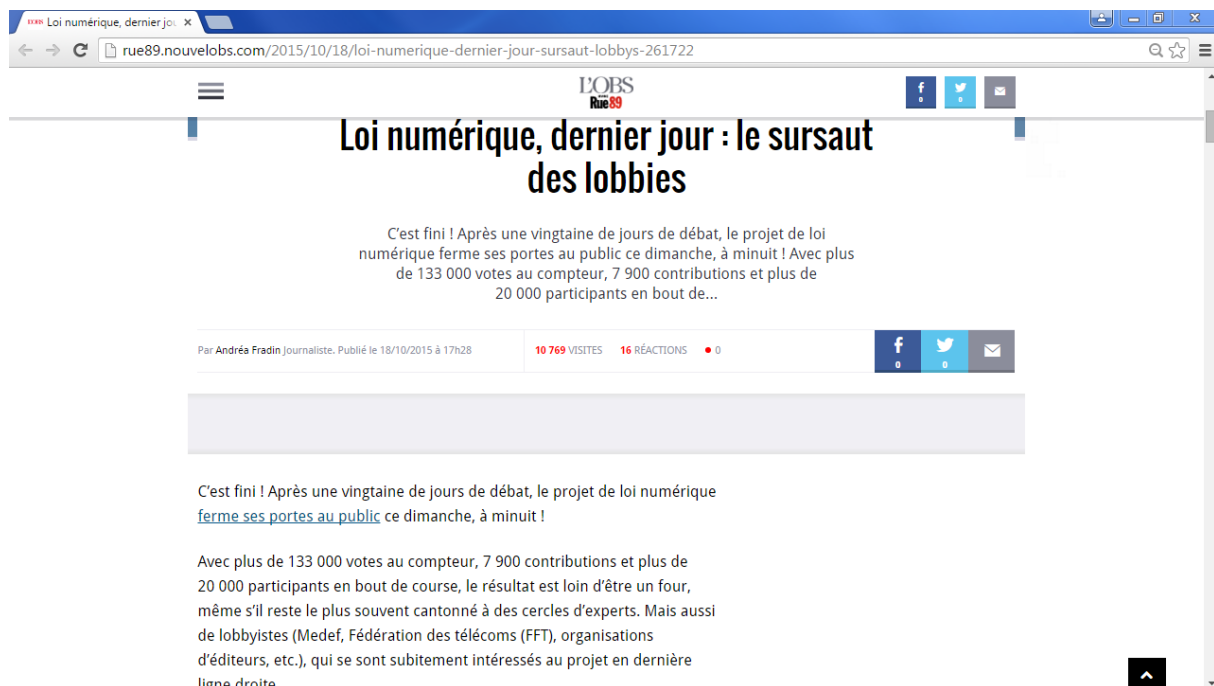 L'OBS Loi numérique, dernier jou
rue89.nouvelobs.com/2015/10/18/loi-numerique-dernier-jour-sursaut-lobbys-261722
L'OBS
Rue89
f
0
0
Loi numérique, dernier jour : le sursaut
des lobbies
C'est fini ! Après une vingtaine de jours de débat, le projet de loi
numérique ferme ses portes au public ce dimanche, à minuit ! Avec plus
de 133 000 votes au compteur, 7 900 contributions et plus de
20 000 participants en bout de...
Par Andréa Fradin Journaliste. Publié le 18/10/2015 à 17h28
10 769 VISITES 16 RÉACTIONS 0
f
0
0
C'est fini ! Après une vingtaine de jours de débat, le projet de loi numérique
ferme ses portes au public ce dimanche, à minuit !
Avec plus de 133 000 votes au compteur, 7 900 contributions et plus de
20 000 participants en bout de course, le résultat est loin d'être un four,
même s'il reste le plus souvent cantonné à des cercles d'experts. Mais aussi
de lobbyistes (Medef, Fédération des télécoms (FFT), organisations
d'éditeurs, etc.), qui se sont subitement intéressés au projet en dernière
ligne droite